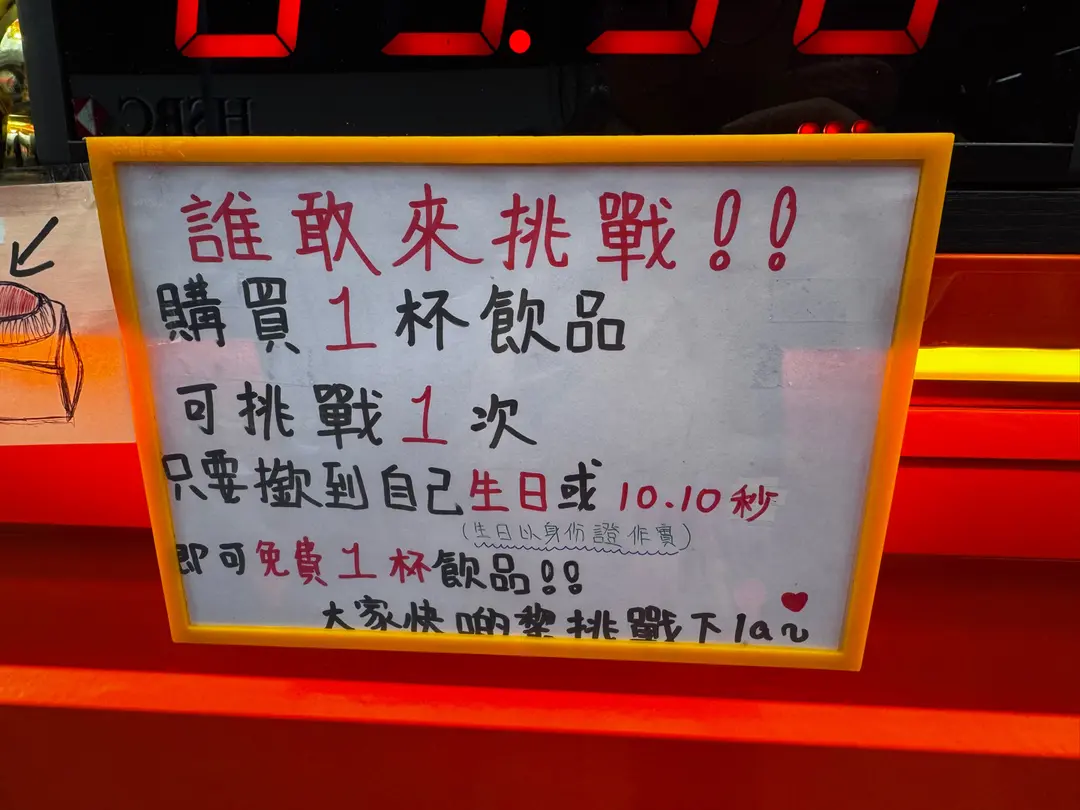 誰敢來挑戰!!
購買1杯飲品
可挑戰1次
只要撳到自己生日或10.10秒
(生日以身份證作實)
即可免費1杯飲品!!
大家快啲黎挑戰下la~
HSBC